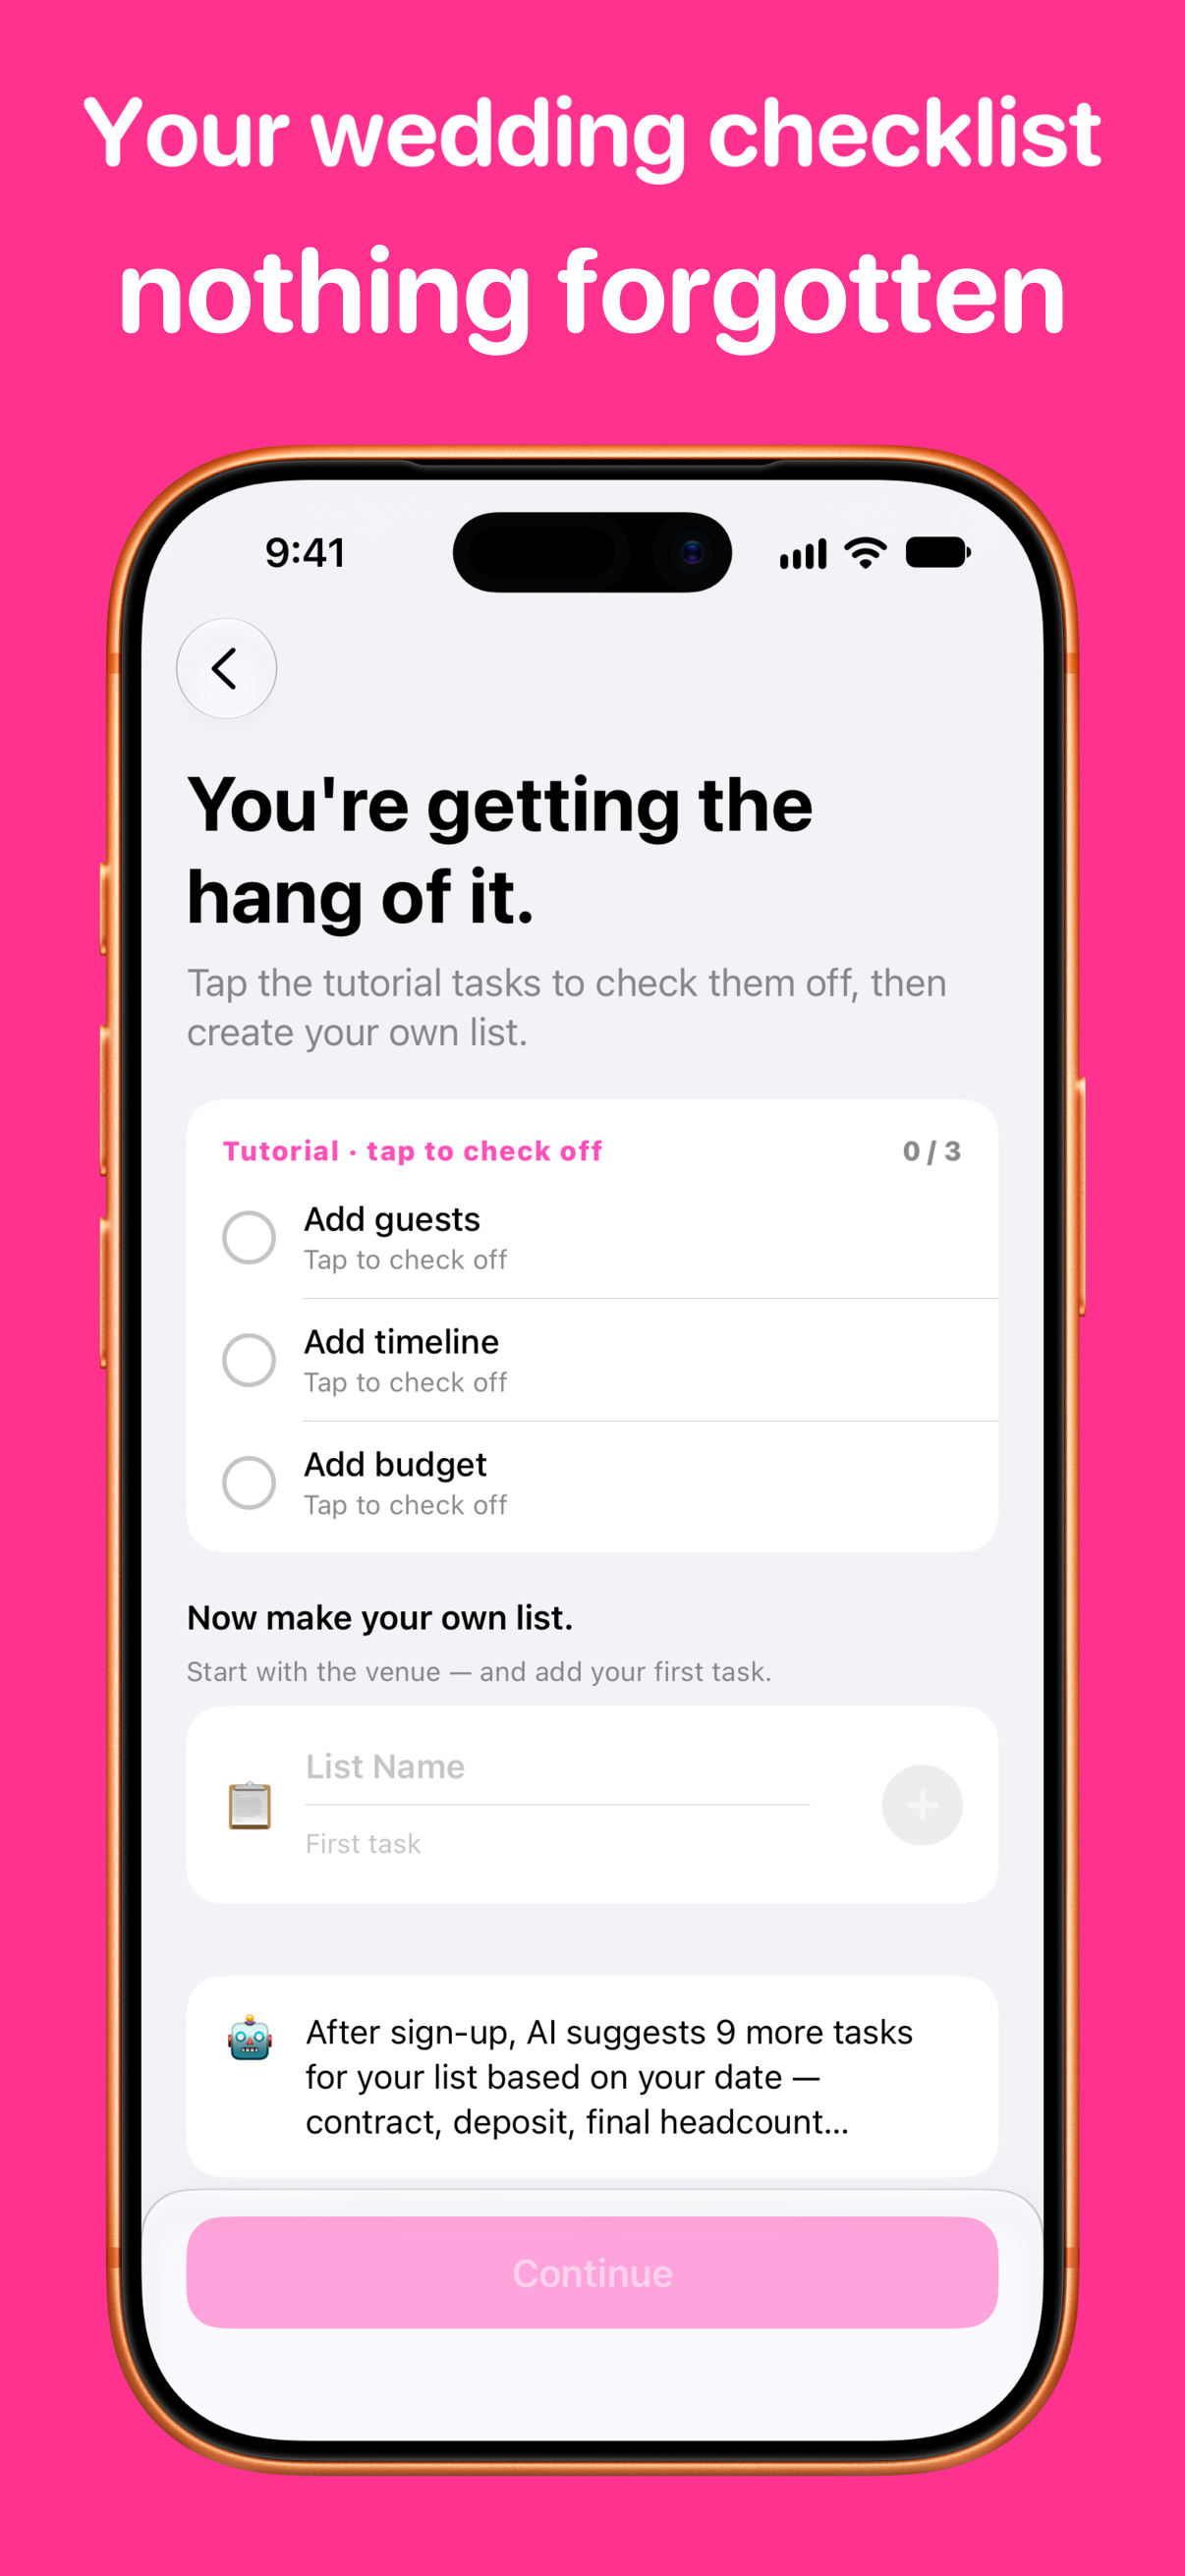 Your wedding checklist
nothing forgotten
9:41
You're getting the
hang of it.
Tap the tutorial tasks to check them off, then
create your own list.
Tutorial · tap to check off 0 / 3
Add guests
Tap to check off
Add timeline
Tap to check off
Add budget
Tap to check off
Now make your own list.
Start with the venue — and add your first task.
List Name
First task
After sign-up, AI suggests 9 more tasks
for your list based on your date —
contract, deposit, final headcount...
Continue